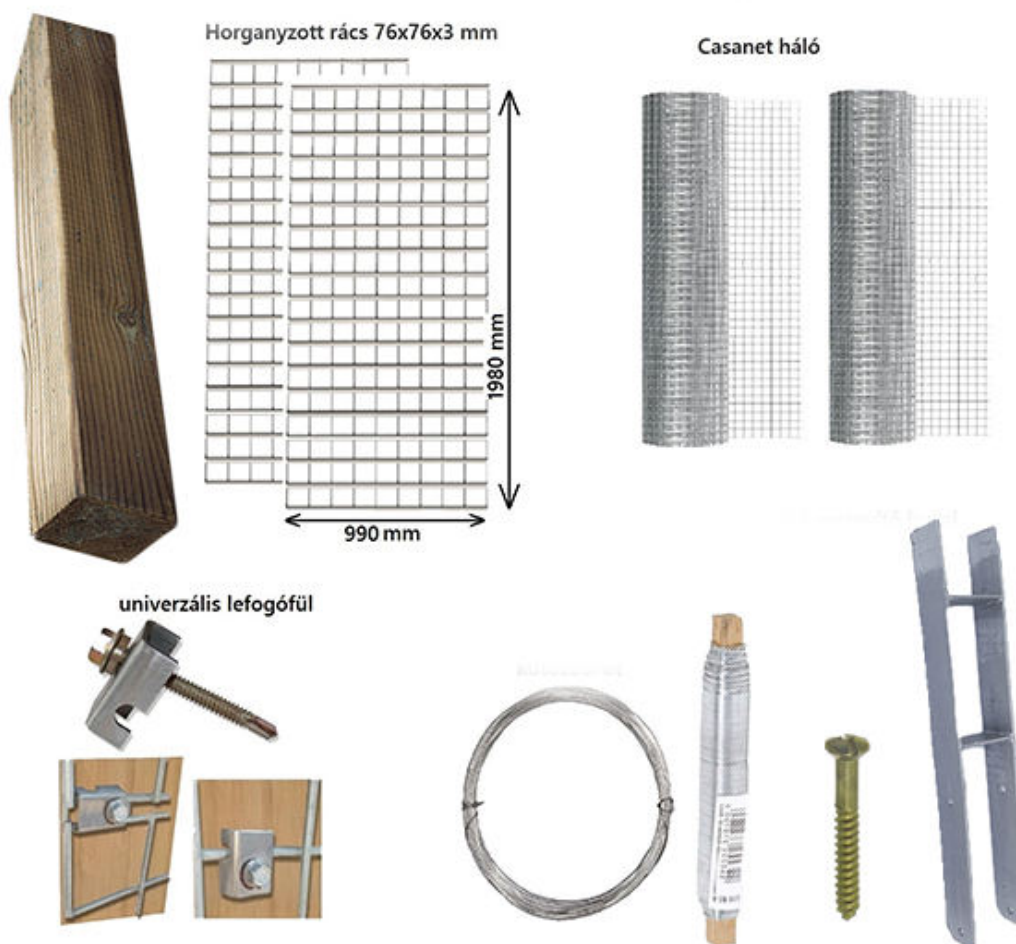 Horganyzott rács 76x76x3 mm
Casanet háló
1980 mm
990 mm
univerzális lefogófül